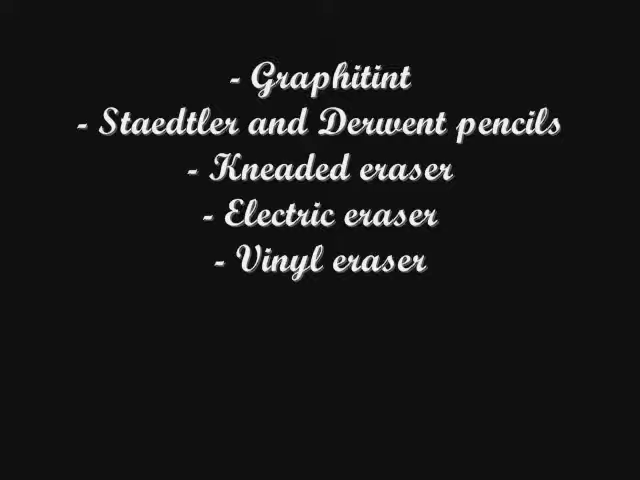 - Graphitint
- Staedtler and Derwent pencils
- Kneaded eraser
- Electric eraser
- Vinyl eraser